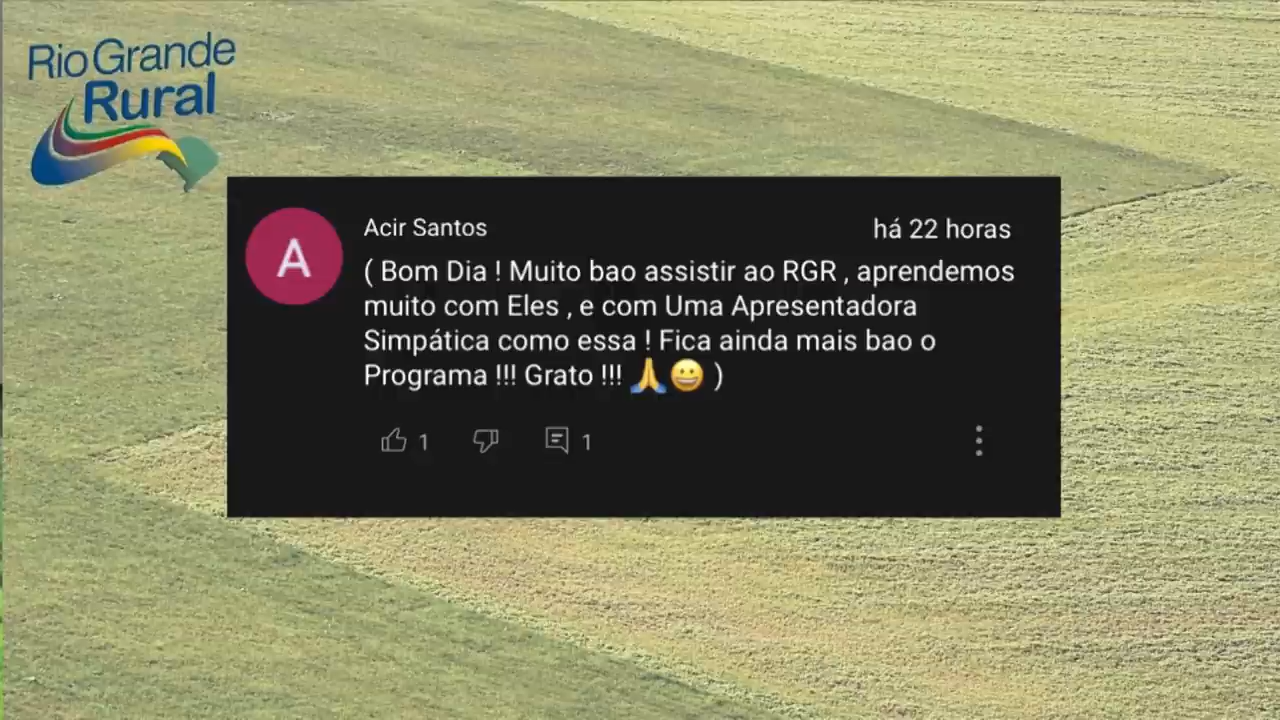 Rio Grande
Rural
Acir Santos
há 22 horas
( Bom Dia ! Muito bao assistir ao RGR , aprendemos
muito com Eles , e com Uma Apresentadora
Simpática como essa ! Fica ainda mais bao o
Programa !!! Grato !!! 🙏😀 )
1
1
A